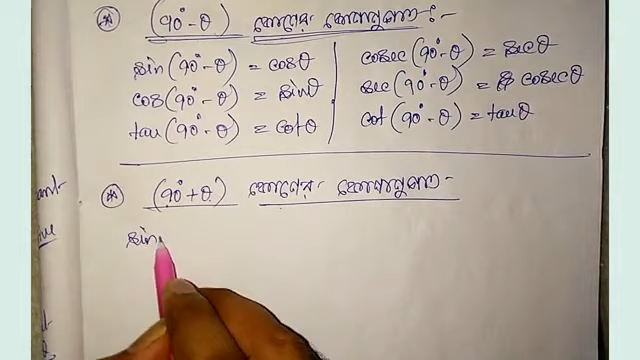 (90° - θ) কোণের কোণানুপাত :-
sin (90° - θ) = cosθ
cos (90° - θ) = sinθ
tan (90° - θ) = cotθ
cosec (90° - θ) = secθ
sec (90° - θ) = cosecθ
cot (90° - θ) = tanθ
(90° + θ) কোণের কোণানুপাত -
sin